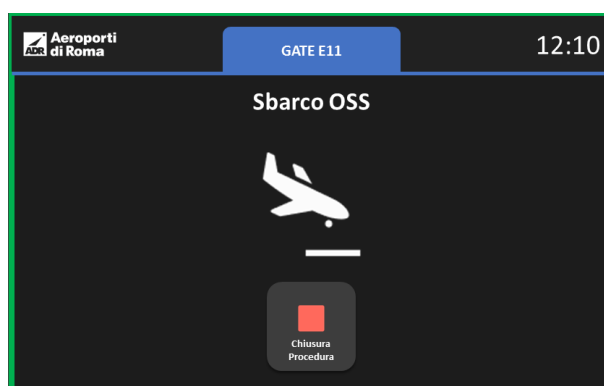 Aeroporti
ADR di Roma
GATE E11
12:10
Sbarco OSS
Chiusura
Procedura